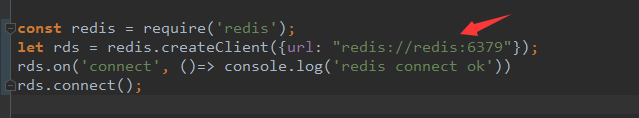 const redis = require('redis');
let rds = redis.createClient({url: "redis://redis:6379"});
rds.on('connect', ()=> console.log('redis connect ok'))
rds.connect();